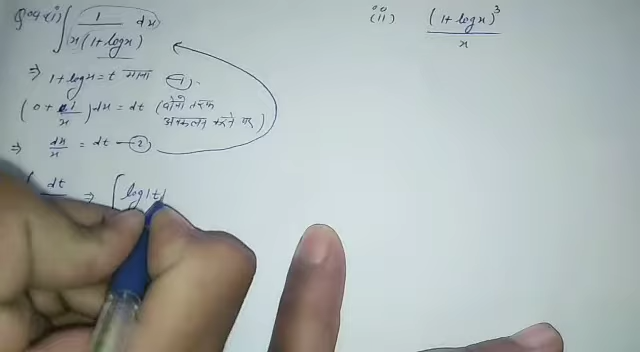 (i) ∫ 1/(x(1+logx)) dx
⇒ 1+logx = t माना —(1).
(0 + 1/x) dx = dt (दोनों तरफ
अवकलन करने पर)
⇒ dx/x = dt —(2)
∫ dt ⇒ ∫ log|t|
(ii) (1+logx)³/x